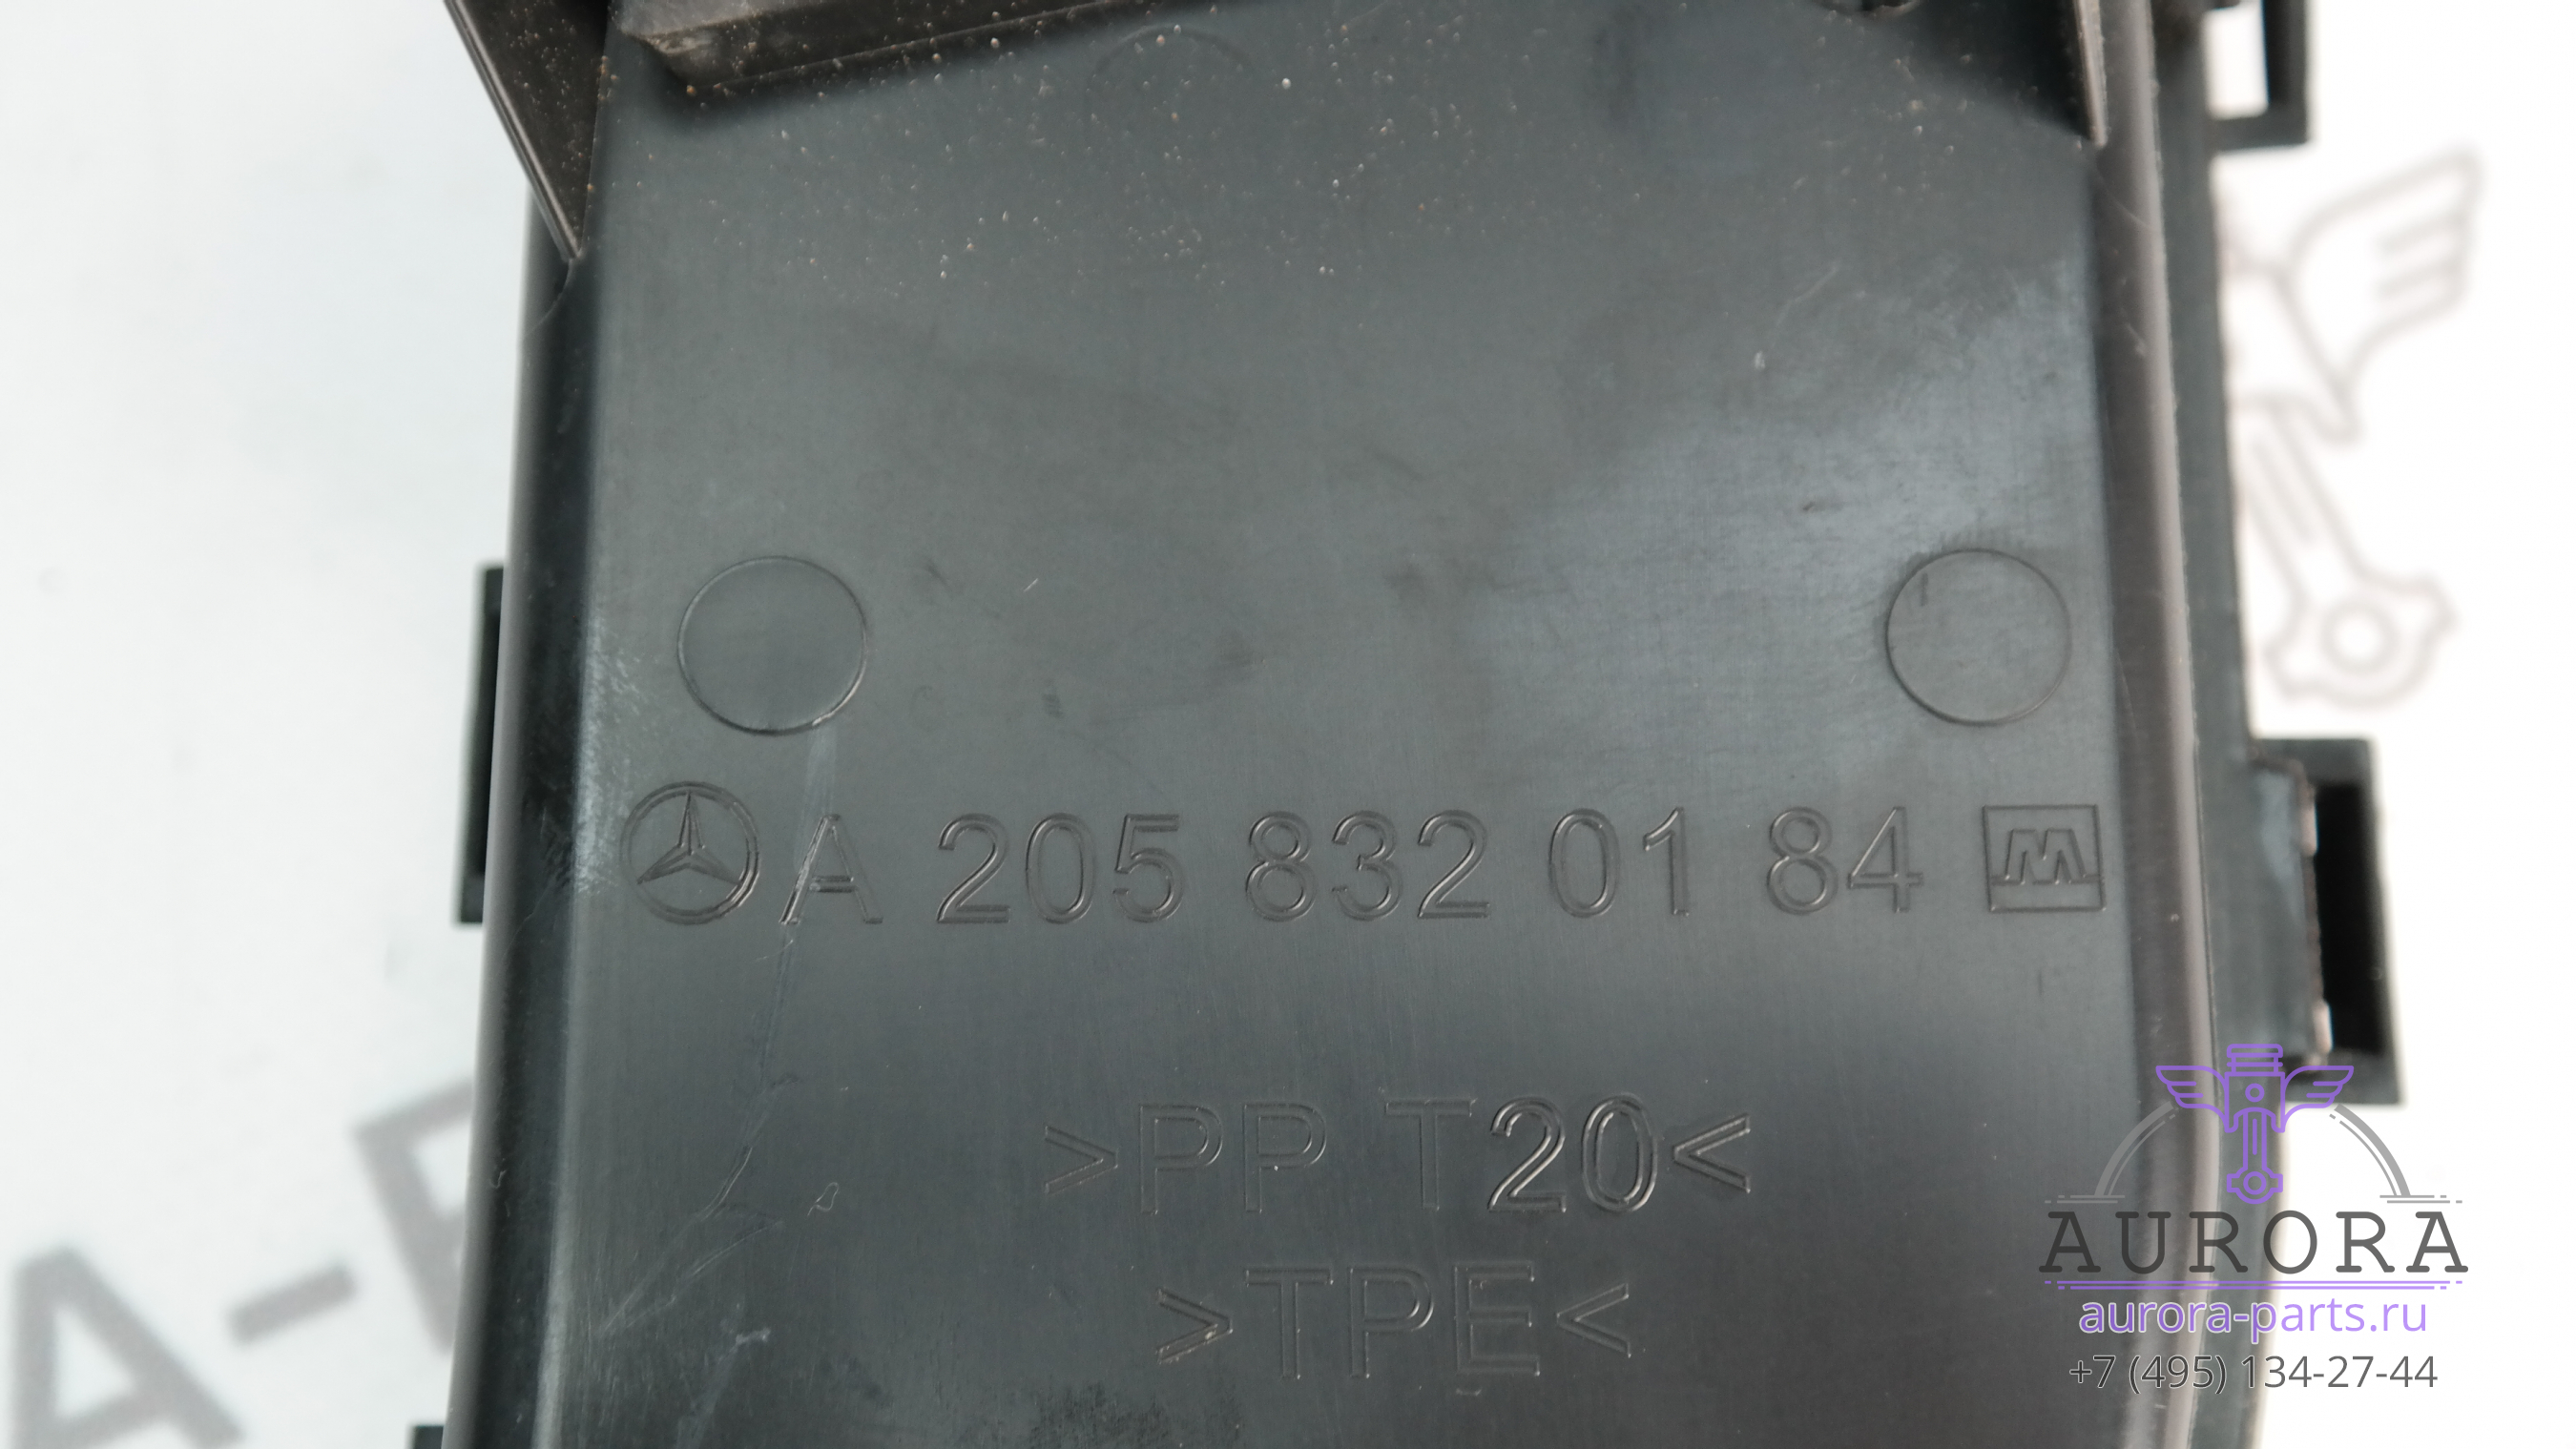 A 205 832 01 84
>PP T20<
>TPE<
AURORA
aurora-parts.ru
+7 (495) 134-27-44